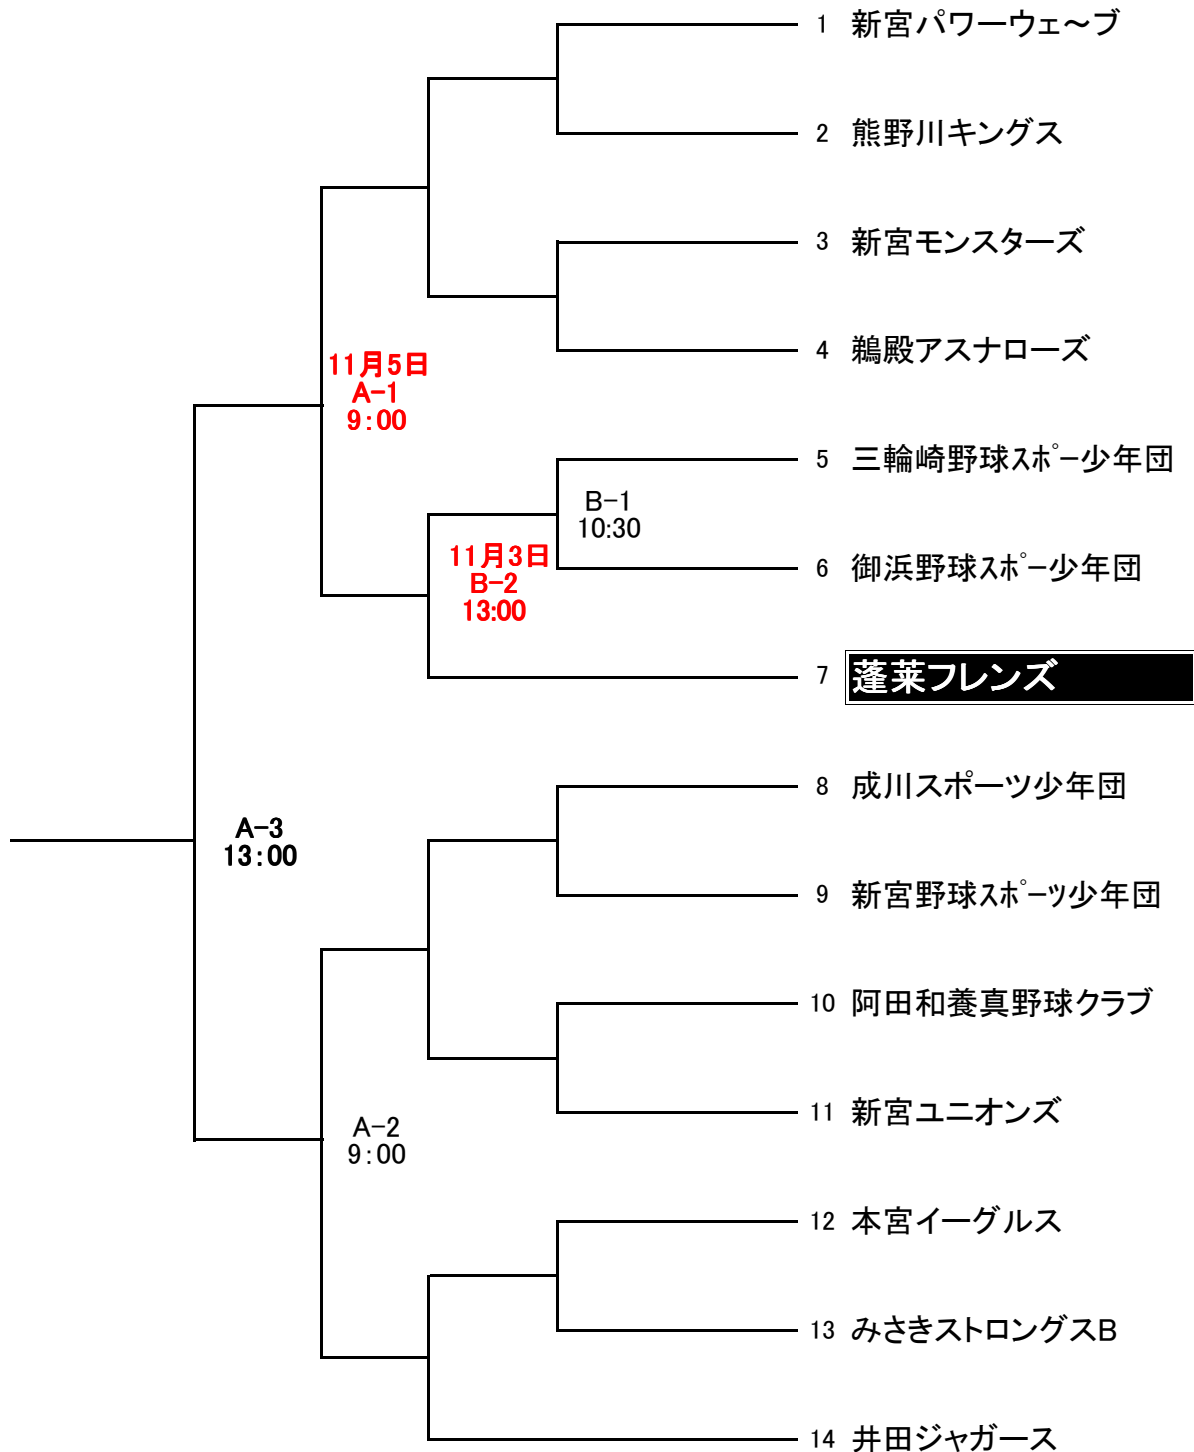 1 新宮パワーウェ～ブ
2 熊野川キングス
3 新宮モンスターズ
4 鵜殿アスナローズ
11月5日
A-1
9:00
5 三輪崎野球ｽﾎﾟｰ少年団
B-1
10:30
11月3日
B-2
13:00
6 御浜野球ｽﾎﾟｰ少年団
7 蓬莱フレンズ
8 成川スポーツ少年団
A-3
13:00
9 新宮野球ｽﾎﾟｰﾂ少年団
10 阿田和養真野球クラブ
11 新宮ユニオンズ
A-2
9:00
12 本宮イーグルス
13 みさきストロングスB
14 井田ジャガース